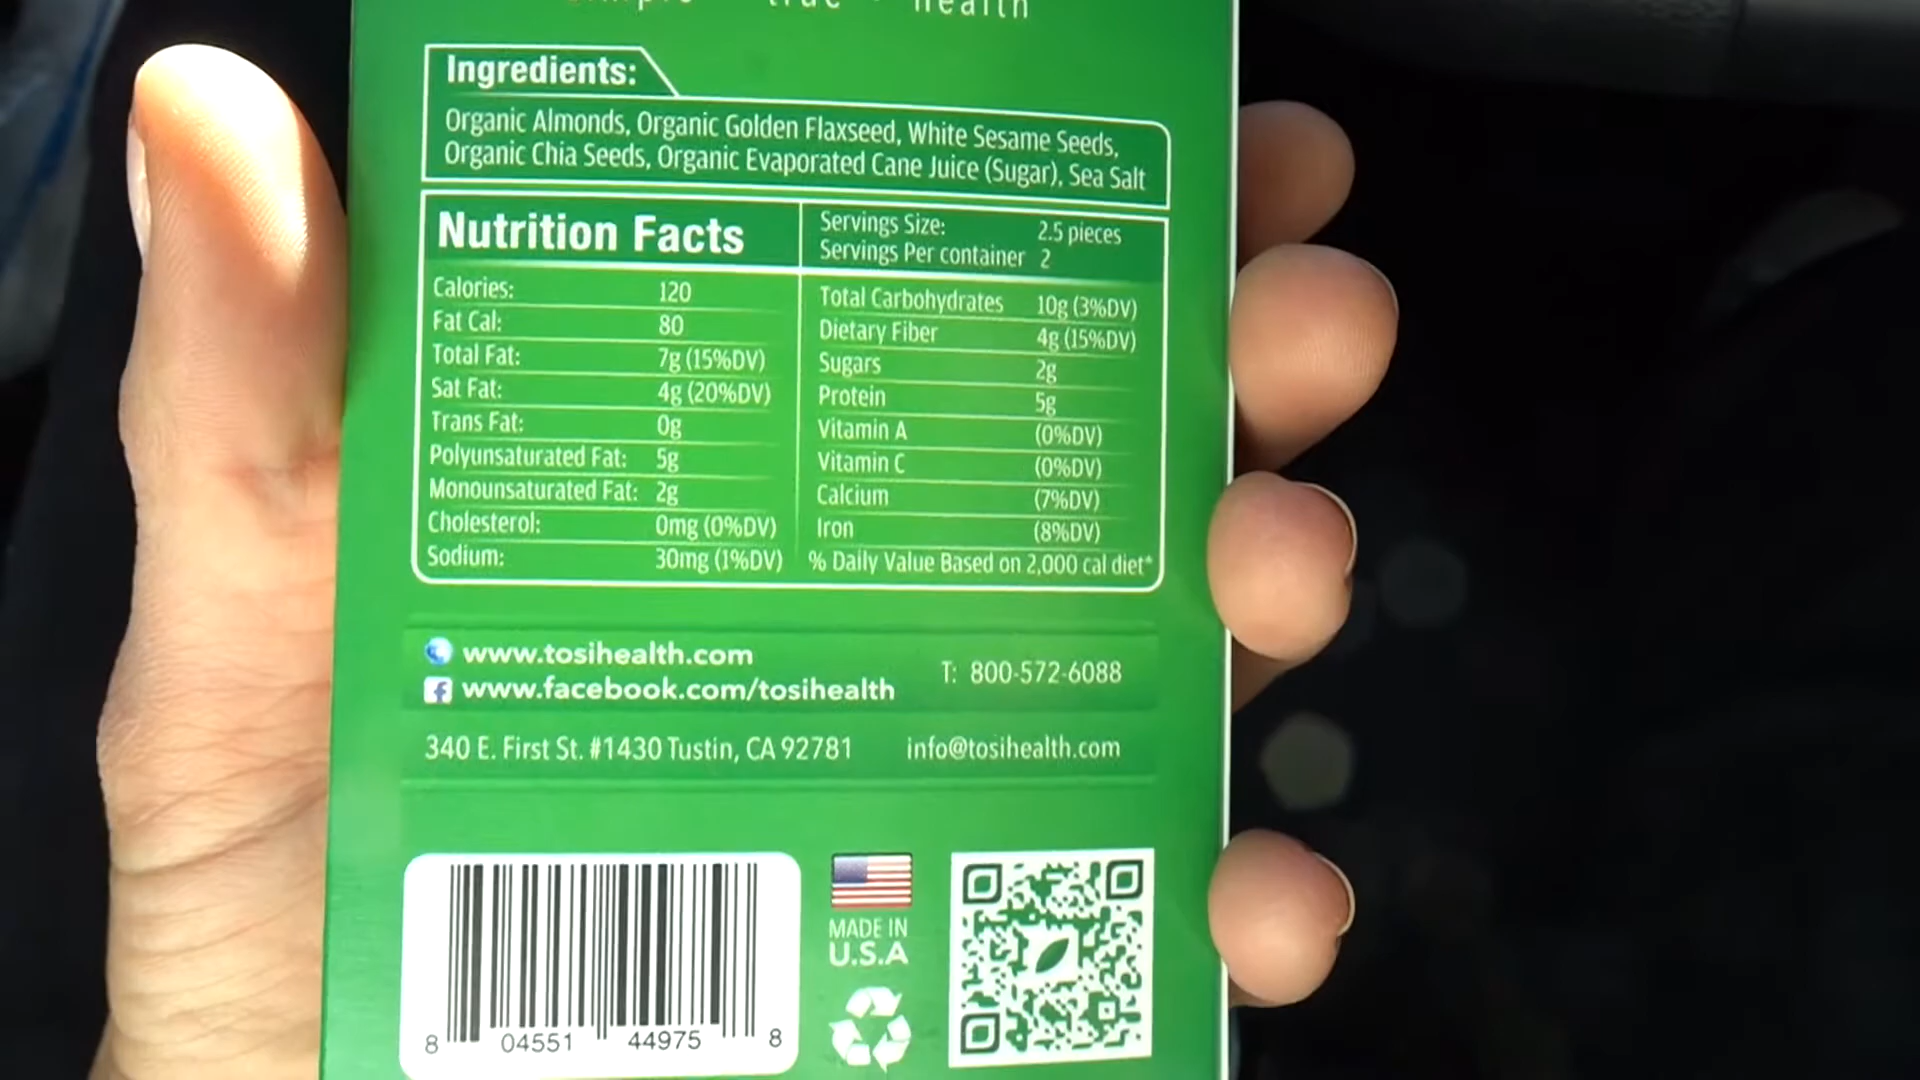 true • health
Ingredients:
Organic Almonds, Organic Golden Flaxseed, White Sesame Seeds,
Organic Chia Seeds, Organic Evaporated Cane Juice (Sugar), Sea Salt
Nutrition Facts
Servings Size: 2.5 pieces
Servings Per container 2
Calories: 120
Fat Cal: 80
Total Fat: 7g (15%DV)
Sat Fat: 4g (20%DV)
Trans Fat: 0g
Polyunsaturated Fat: 5g
Monounsaturated Fat: 2g
Cholesterol: 0mg (0%DV)
Sodium: 30mg (1%DV)
Total Carbohydrates 10g (3%DV)
Dietary Fiber 4g (15%DV)
Sugars 2g
Protein 5g
Vitamin A (0%DV)
Vitamin C (0%DV)
Calcium (7%DV)
Iron (8%DV)
% Daily Value Based on 2,000 cal diet*
www.tosihealth.com
www.facebook.com/tosihealth
T: 800-572-6088
340 E. First St. #1430 Tustin, CA 92781
info@tosihealth.com
8 04551 44975 8
MADE IN
U.S.A